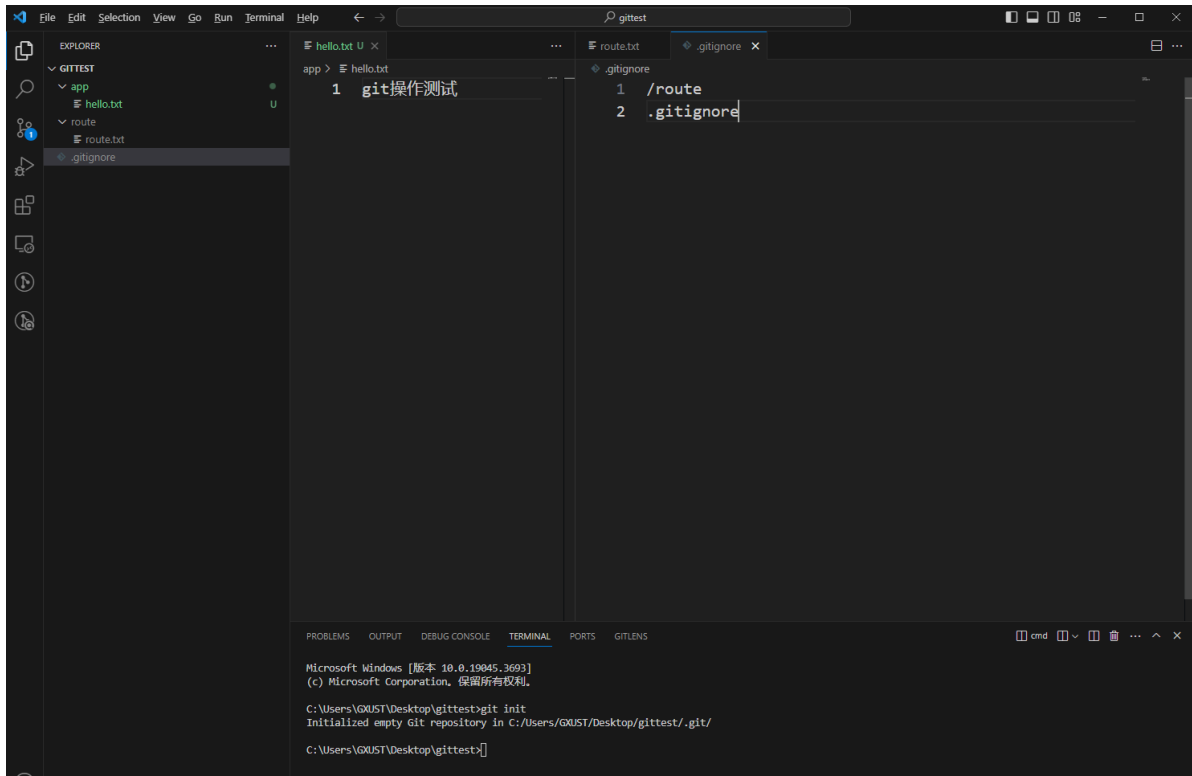 File Edit Selection View Go Run Terminal Help
gittest
EXPLORER
GITTEST
app
hello.txt U
route
route.txt
.gitignore
1
hello.txt U
app > hello.txt
1 git操作测试
route.txt .gitignore
.gitignore
1 /route
2 .gitignore
PROBLEMS OUTPUT DEBUG CONSOLE TERMINAL PORTS GITLENS
cmd
Microsoft Windows [版本 10.0.19045.3693]
(c) Microsoft Corporation。保留所有权利。
C:\Users\GXUST\Desktop\gittest>git init
Initialized empty Git repository in C:/Users/GXUST/Desktop/gittest/.git/
C:\Users\GXUST\Desktop\gittest>